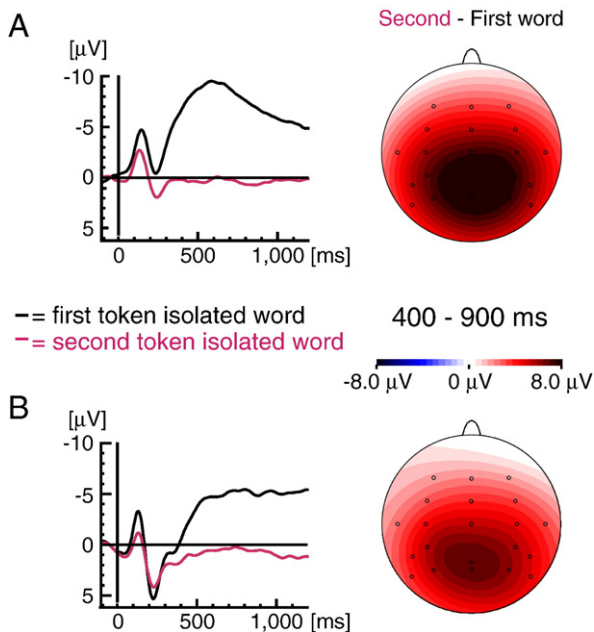 A
[μV]
Second - First word
-10
-5
0
5
0
500
1,000 [ms]
–= first token isolated word
–= second token isolated word
400 - 900 ms
-8.0 μV
0 μV
8.0 μV
B
[μV]
-10
-5
0
5
0
500
1,000 [ms]